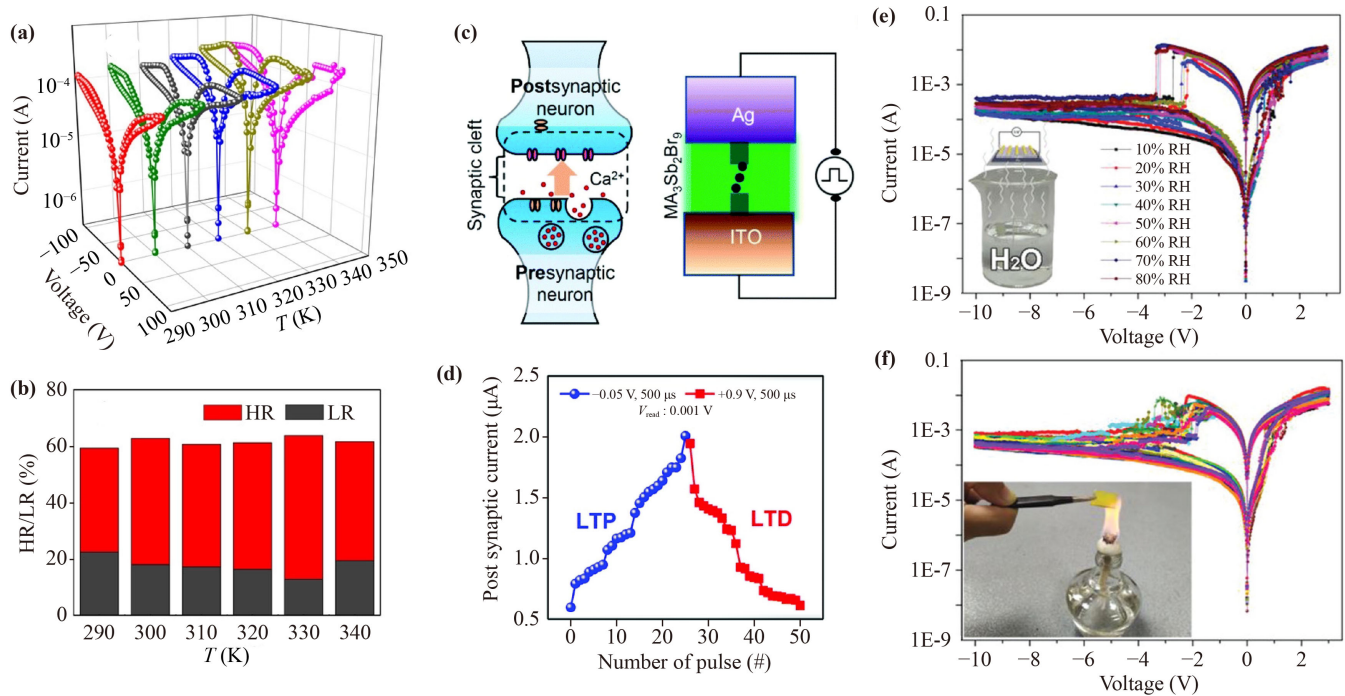 (a)
Current (A)
10⁻⁴
10⁻⁵
10⁻⁶
−100
−50
0
50
100
Voltage (V)
290 300 310 320 330 340 350
T (K)
(b)
HR/LR (%)
80
60
40
20
0
HR LR
290 300 310 320 330 340
T (K)
(c)
Postsynaptic
neuron
Synaptic cleft
Ca²⁺
Presynaptic
neuron
MA₃Sb₂Br₉
Ag
ITO
(d)
Post synaptic current (μA)
2.5
2.0
1.5
1.0
0.5
−0.05 V, 500 μs +0.9 V, 500 μs
Vread : 0.001 V
LTP
LTD
0 10 20 30 40 50
Number of pulse (#)
(e)
Current (A)
0.1
1E−3
1E−5
1E−7
1E−9
H₂O
10% RH
20% RH
30% RH
40% RH
50% RH
60% RH
70% RH
80% RH
−10 −8 −6 −4 −2 0 2
Voltage (V)
(f)
Current (A)
0.1
1E−3
1E−5
1E−7
1E−9
−10 −8 −6 −4 −2 0 2
Voltage (V)